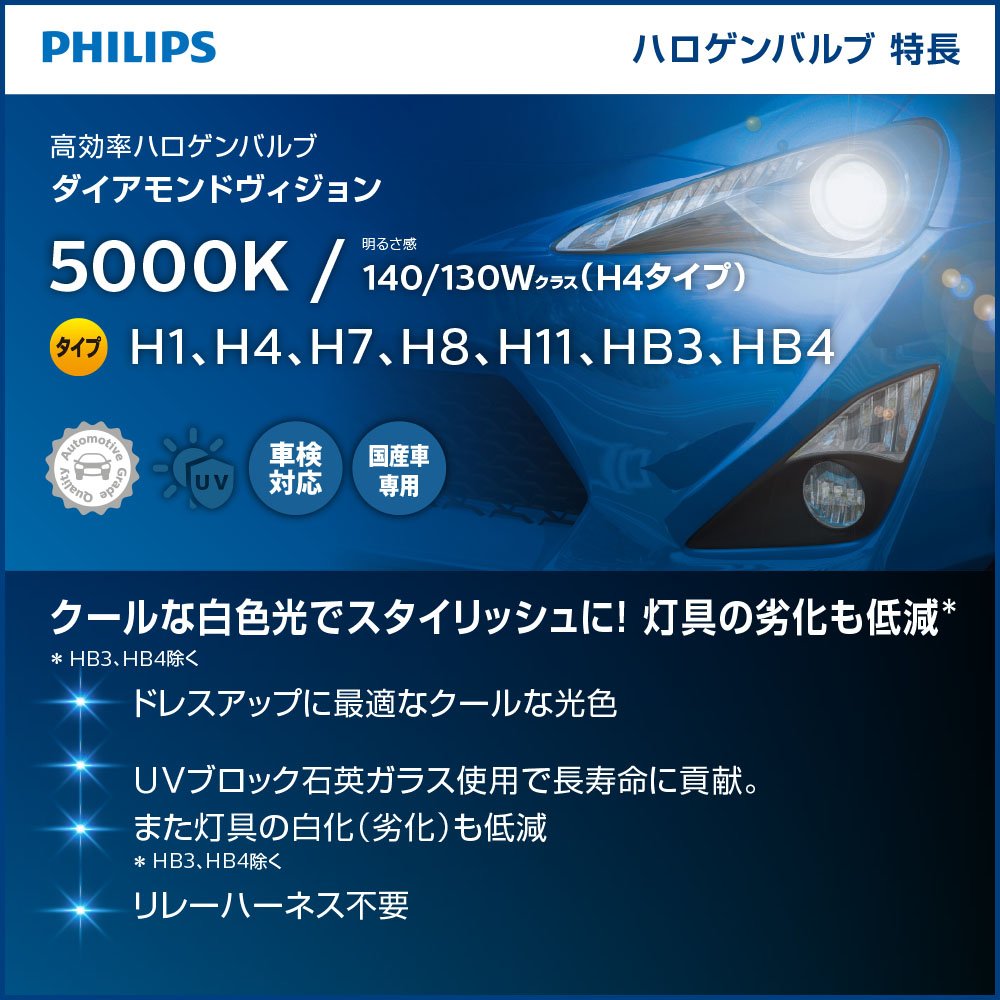 PHILIPS
ハロゲンバルブ 特長
高効率ハロゲンバルブ
ダイアモンドヴィジョン
5000K / 明るさ感 140/130Wクラス(H4タイプ)
タイプ H1、H4、H7、H8、H11、HB3、HB4
Automotive Grade Quality
UV
車検
対応
国産車
専用
クールな白色光でスタイリッシュに! 灯具の劣化も低減*
* HB3、HB4除く
ドレスアップに最適なクールな光色
UVブロック石英ガラス使用で長寿命に貢献。
また灯具の白化(劣化)も低減
* HB3、HB4除く
リレーハーネス不要